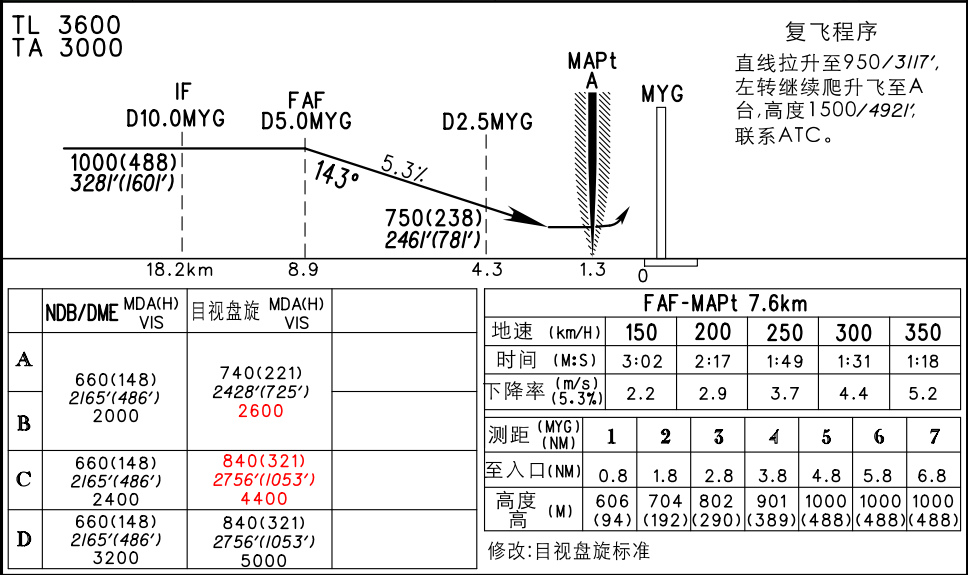 TL 3600
TA 3000
复飞程序
直线拉升至950/3117′,
左转继续爬升飞至A
台,高度1500/4921′,
联系ATC。
IF
D10.0MYG
FAF
D5.0MYG
D2.5MYG
MAPt
A
MYG
1000(488)
3281′(1601′)
143°
5.3%
750(238)
2461′(781′)
18.2km
8.9
4.3
1.3
0
NDB/DME MDA(H) VIS
目视盘旋 MDA(H) VIS
A
B
660(148)
2165′(486′)
2000
740(221)
2428′(725′)
2600
C
660(148)
2165′(486′)
2400
840(321)
2756′(1053′)
4400
D
660(148)
2165′(486′)
3200
840(321)
2756′(1053′)
5000
FAF-MAPt 7.6km
地速 (km/H) 150 200 250 300 350
时间 (M:S) 3:02 2:17 1:49 1:31 1:18
下降率 (m/s) (5.3%) 2.2 2.9 3.7 4.4 5.2
测距 (MYG) (NM) 1 2 3 4 5 6 7
至入口(NM) 0.8 1.8 2.8 3.8 4.8 5.8 6.8
高度 606 704 802 901 1000 1000 1000
高 (M) (94) (192) (290) (389) (488) (488) (488)
修改:目视盘旋标准